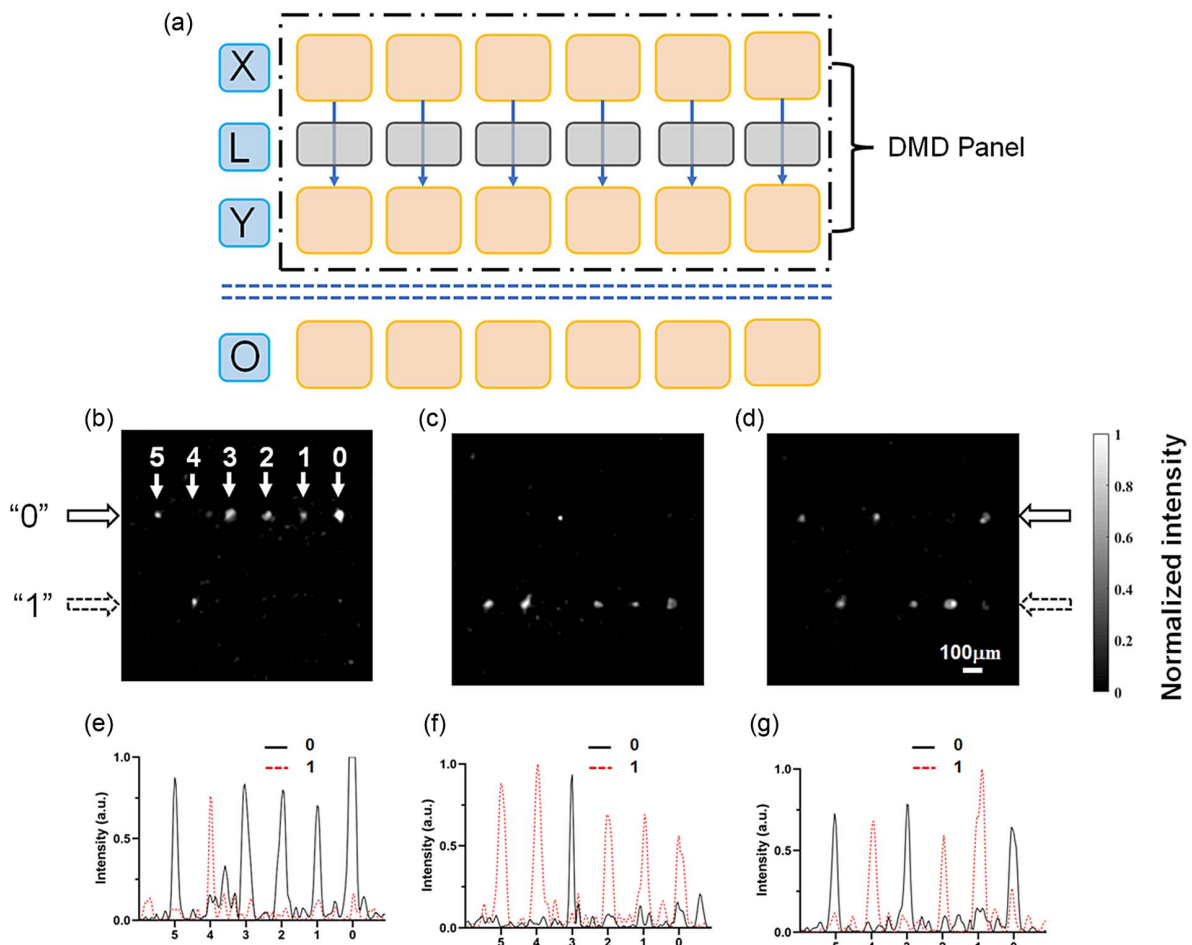 (a)
X
L
DMD Panel
Y
O
(b)
(c)
(d)
5 4 3 2 1 0
"0"
"1"
100μm
1
0.8
0.6
0.4
0.2
0
Normalized intensity
(e)
0
1
1.0
0.5
0.0
Intensity (a.u.)
5 4 3 2 1 0
(f)
0
1
1.0
0.5
0.0
Intensity (a.u.)
5 4 3 2 1 0
(g)
0
1
1.0
0.5
0.0
Intensity (a.u.)
5 4 3 2 1 0